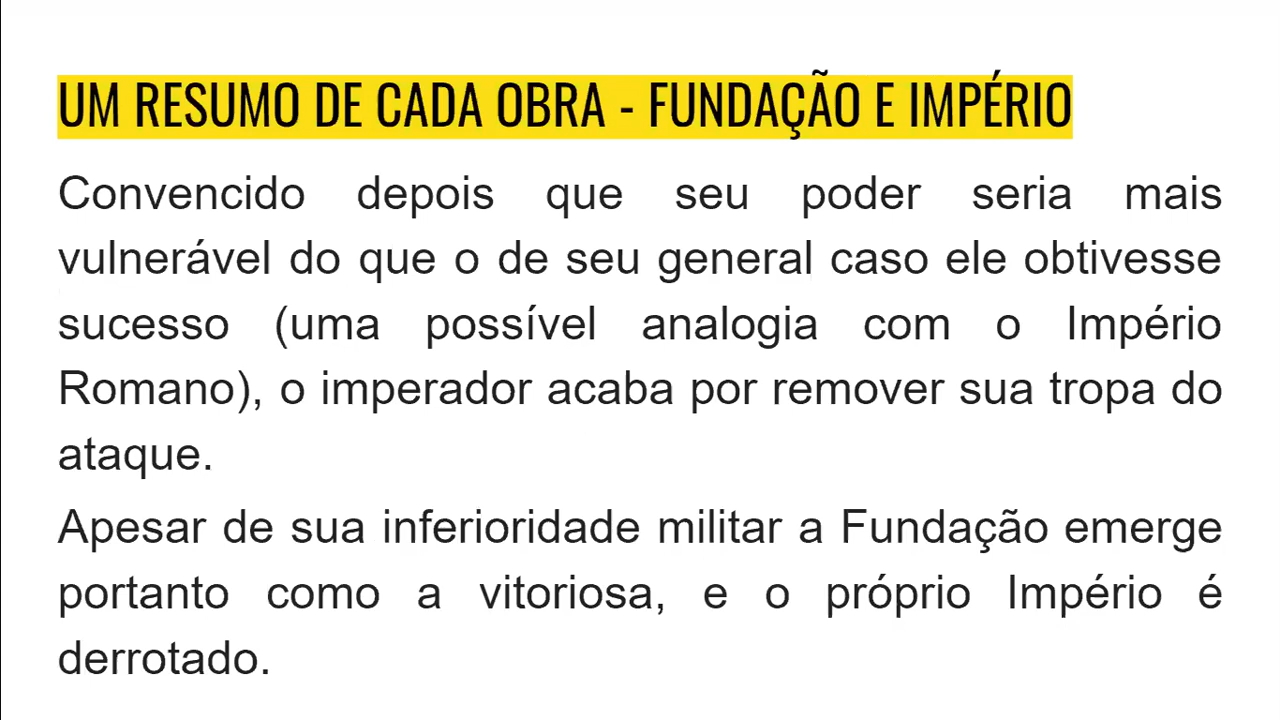 UM RESUMO DE CADA OBRA - FUNDAÇÃO E IMPÉRIO
Convencido depois que seu poder seria mais
vulnerável do que o de seu general caso ele obtivesse
sucesso (uma possível analogia com o Império
Romano), o imperador acaba por remover sua tropa do
ataque.
Apesar de sua inferioridade militar a Fundação emerge
portanto como a vitoriosa, e o próprio Império é
derrotado.